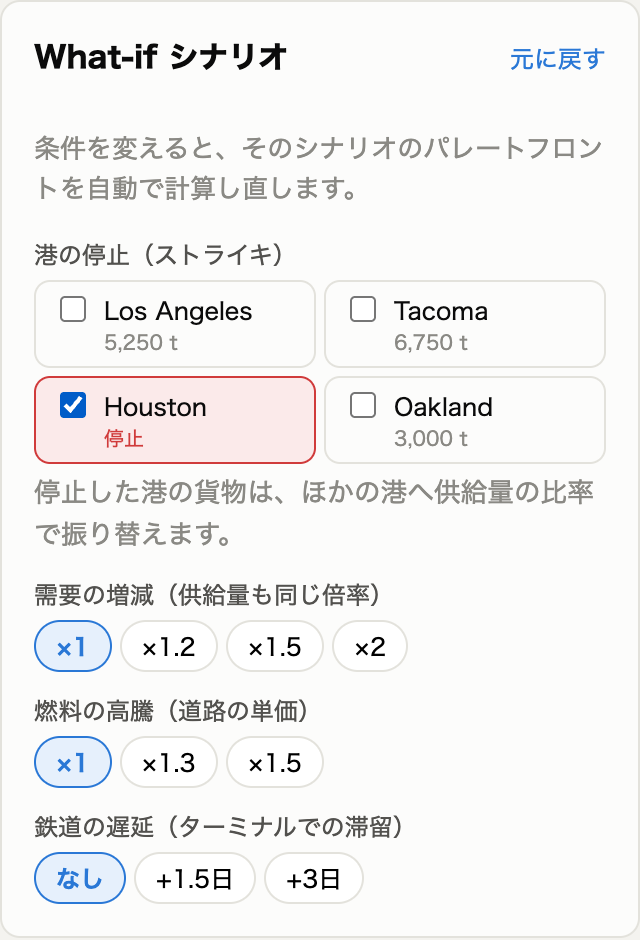 What-if シナリオ
元に戻す
条件を変えると、そのシナリオのパレートフロン
トを自動で計算し直します。
港の停止（ストライキ）
Los Angeles
5,250 t
Tacoma
6,750 t
Houston
停止
Oakland
3,000 t
停止した港の貨物は、ほかの港へ供給量の比率
で振り替えます。
需要の増減（供給量も同じ倍率）
×1
×1.2
×1.5
×2
燃料の高騰（道路の単価）
×1
×1.3
×1.5
鉄道の遅延（ターミナルでの滞留）
なし
+1.5日
+3日